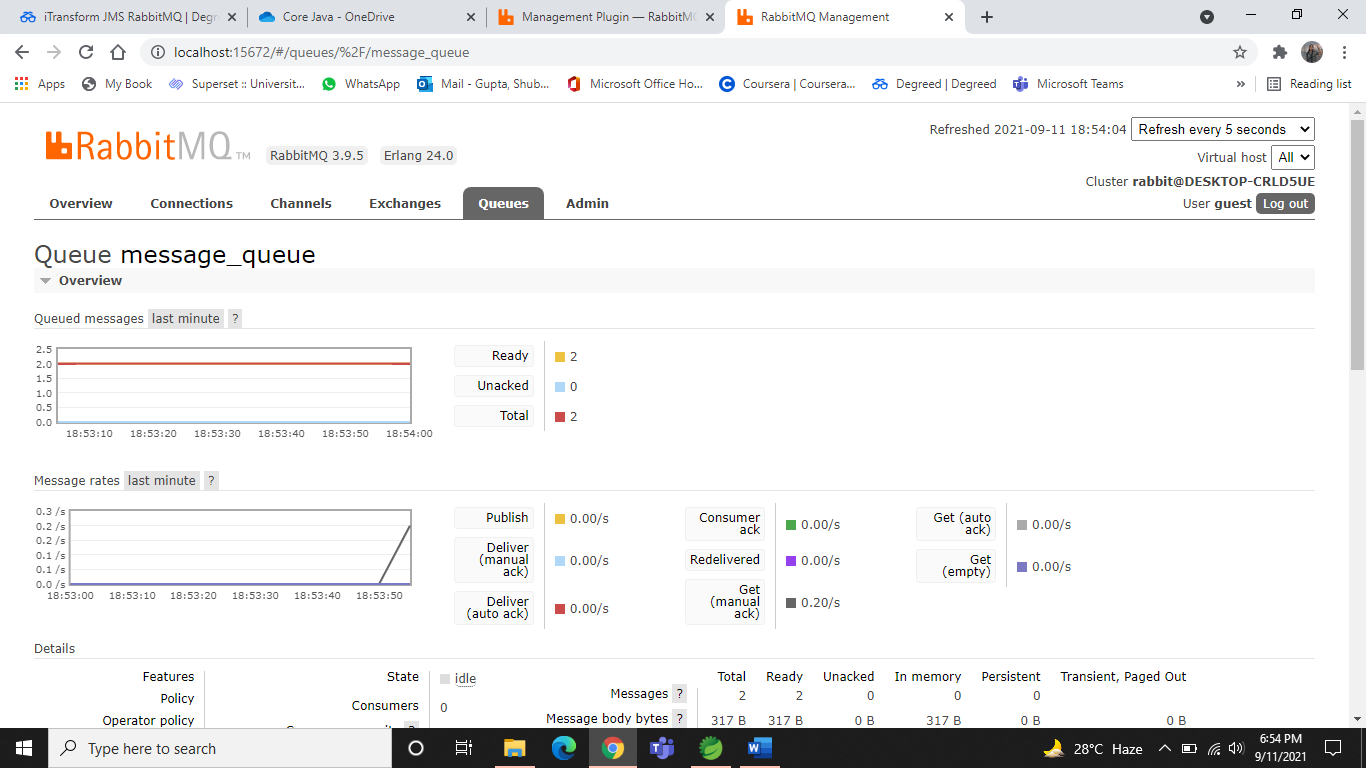 iTransform JMS RabbitMQ | Degr
Core Java - OneDrive
Management Plugin — RabbitMQ
RabbitMQ Management
localhost:15672/#/queues/%2F/message_queue
Apps
My Book
Superset :: Universit...
WhatsApp
Mail - Gupta, Shub...
Microsoft Office Ho...
Coursera | Coursera...
Degreed | Degreed
Microsoft Teams
»
Reading list
RabbitMQ TM
RabbitMQ 3.9.5
Erlang 24.0
Refreshed 2021-09-11 18:54:04
Refresh every 5 seconds
Virtual host All
Cluster rabbit@DESKTOP-CRLD5UE
User guest Log out
Overview
Connections
Channels
Exchanges
Queues
Admin
Queue message_queue
Overview
Queued messages last minute ?
2.5
2.0
1.5
1.0
0.5
0.0
18:53:10 18:53:20 18:53:30 18:53:40 18:53:50 18:54:00
Ready 2
Unacked 0
Total 2
Message rates last minute ?
0.3 /s
0.2 /s
0.2 /s
0.1 /s
0.1 /s
0.0 /s
18:53:00 18:53:10 18:53:20 18:53:30 18:53:40 18:53:50
Publish 0.00/s
Deliver
(manual
ack) 0.00/s
Deliver
(auto ack) 0.00/s
Consumer
ack 0.00/s
Redelivered 0.00/s
Get
(manual
ack) 0.20/s
Get (auto
ack) 0.00/s
Get
(empty) 0.00/s
Details
Features
Policy
Operator policy
State idle
Consumers 0
Total Ready Unacked In memory Persistent Transient, Paged Out
Messages ? 2 2 0 0 0
Message body bytes ? 317 B 317 B 0 B 317 B 0 B 0 B
Type here to search
28°C Haze
6:54 PM
9/11/2021